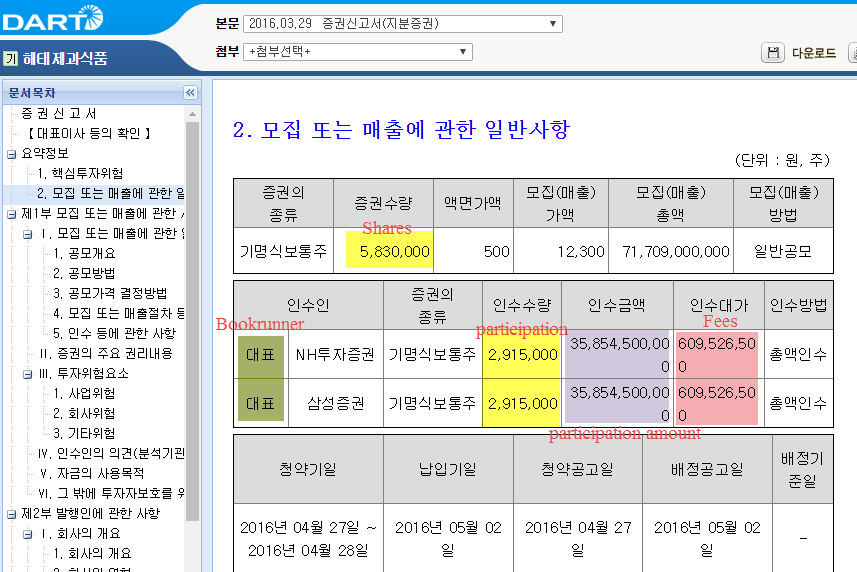 DART
본문 2016.03.29 증권신고서(지분증권)
기 해태제과식품
첨부 +첨부선택+
다운로드
문서목차
증 권 신 고 서
【 대표이사 등의 확인 】
요약정보
1. 핵심투자위험
2. 모집 또는 매출에 관한 일
제1부 모집 또는 매출에 관한
I. 모집 또는 매출에 관한
1. 공모개요
2. 공모방법
3. 공모가격 결정방법
4. 모집 또는 매출절차 등
5. 인수 등에 관한 사항
II. 증권의 주요 권리내용
III. 투자위험요소
1. 사업위험
2. 회사위험
3. 기타위험
IV. 인수인의 의견(분석기관
V. 자금의 사용목적
VI. 그 밖에 투자자보호를 위
제2부 발행인에 관한 사항
I. 회사의 개요
1. 회사의 개요
2. 모집 또는 매출에 관한 일반사항
(단위 : 원, 주)
증권의 종류 증권수량 액면가액 모집(매출) 가액 모집(매출) 총액 모집(매출) 방법
Shares
기명식보통주 5,830,000 500 12,300 71,709,000,000 일반공모
인수인 증권의 종류 인수수량 인수금액 인수대가 인수방법
Bookrunner participation Fees
대표 NH투자증권 기명식보통주 2,915,000 35,854,500,000 609,526,500 총액인수
대표 삼성증권 기명식보통주 2,915,000 35,854,500,000 609,526,500 총액인수
participation amount
청약기일 납입기일 청약공고일 배정공고일 배정기준일
2016년 04월 27일 ~ 2016년 04월 28일 2016년 05월 02일 2016년 04월 27일 2016년 05월 02일 -